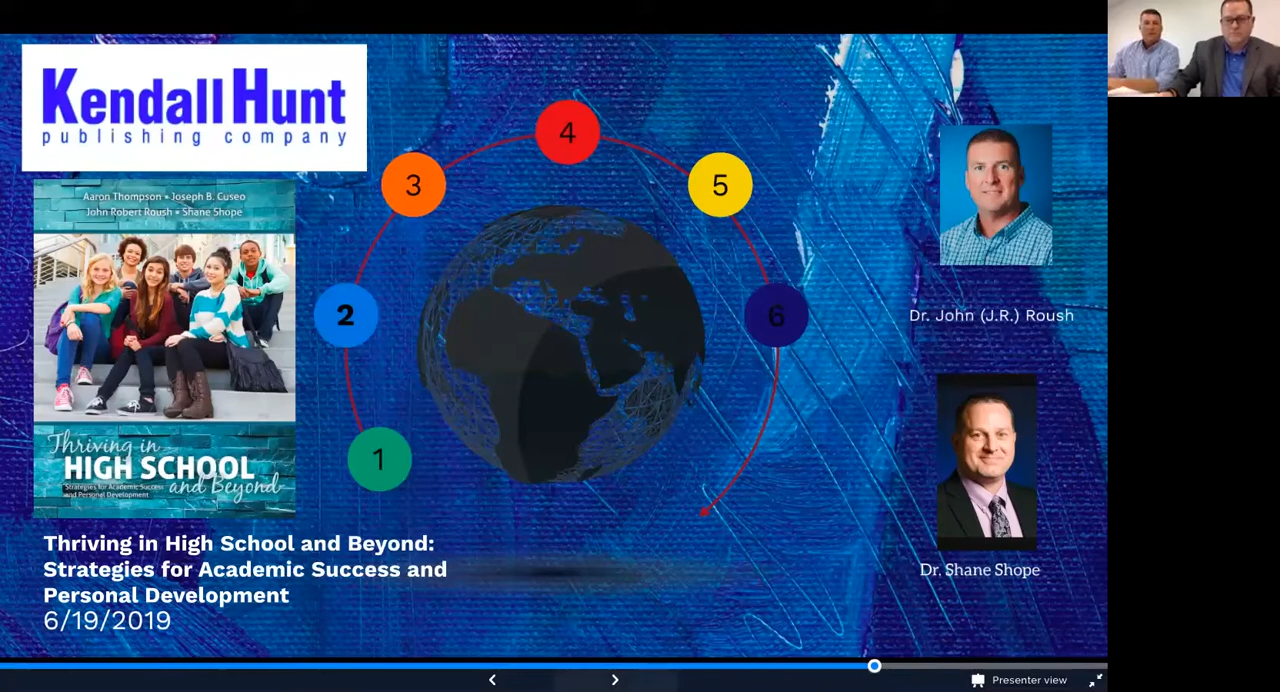 KendallHunt
publishing company
Aaron Thompson • Joseph B. Cuseo
John Robert Roush • Shane Shope
Thriving in
HIGH SCHOOL
Strategies for Academic Success
and Personal Development
and Beyond
Thriving in High School and Beyond:
Strategies for Academic Success and
Personal Development
6/19/2019
1
2
3
4
5
6
Dr. John (J.R.) Roush
Dr. Shane Shope
Presenter view